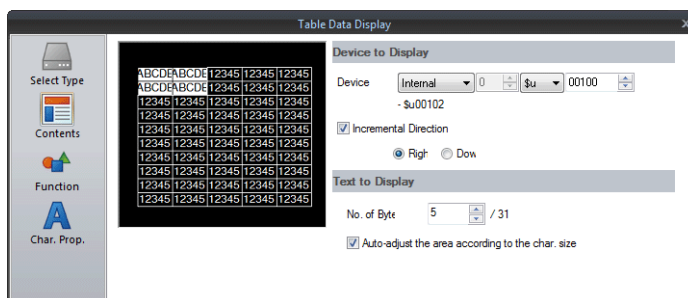 Table Data Display
Select Type
Contents
Function
Char. Prop.
ABCDE ABCDE 12345 12345 12345
ABCDE ABCDE 12345 12345 12345
12345 12345 12345 12345 12345
12345 12345 12345 12345 12345
12345 12345 12345 12345 12345
12345 12345 12345 12345 12345
12345 12345 12345 12345 12345
12345 12345 12345 12345 12345
12345 12345 12345 12345 12345
12345 12345 12345 12345 12345
Device to Display
Device Internal 0 $u 00100
- $u00102
Incremental Direction
Righ Dow
Text to Display
No. of Byte 5 / 31
Auto-adjust the area according to the char. size